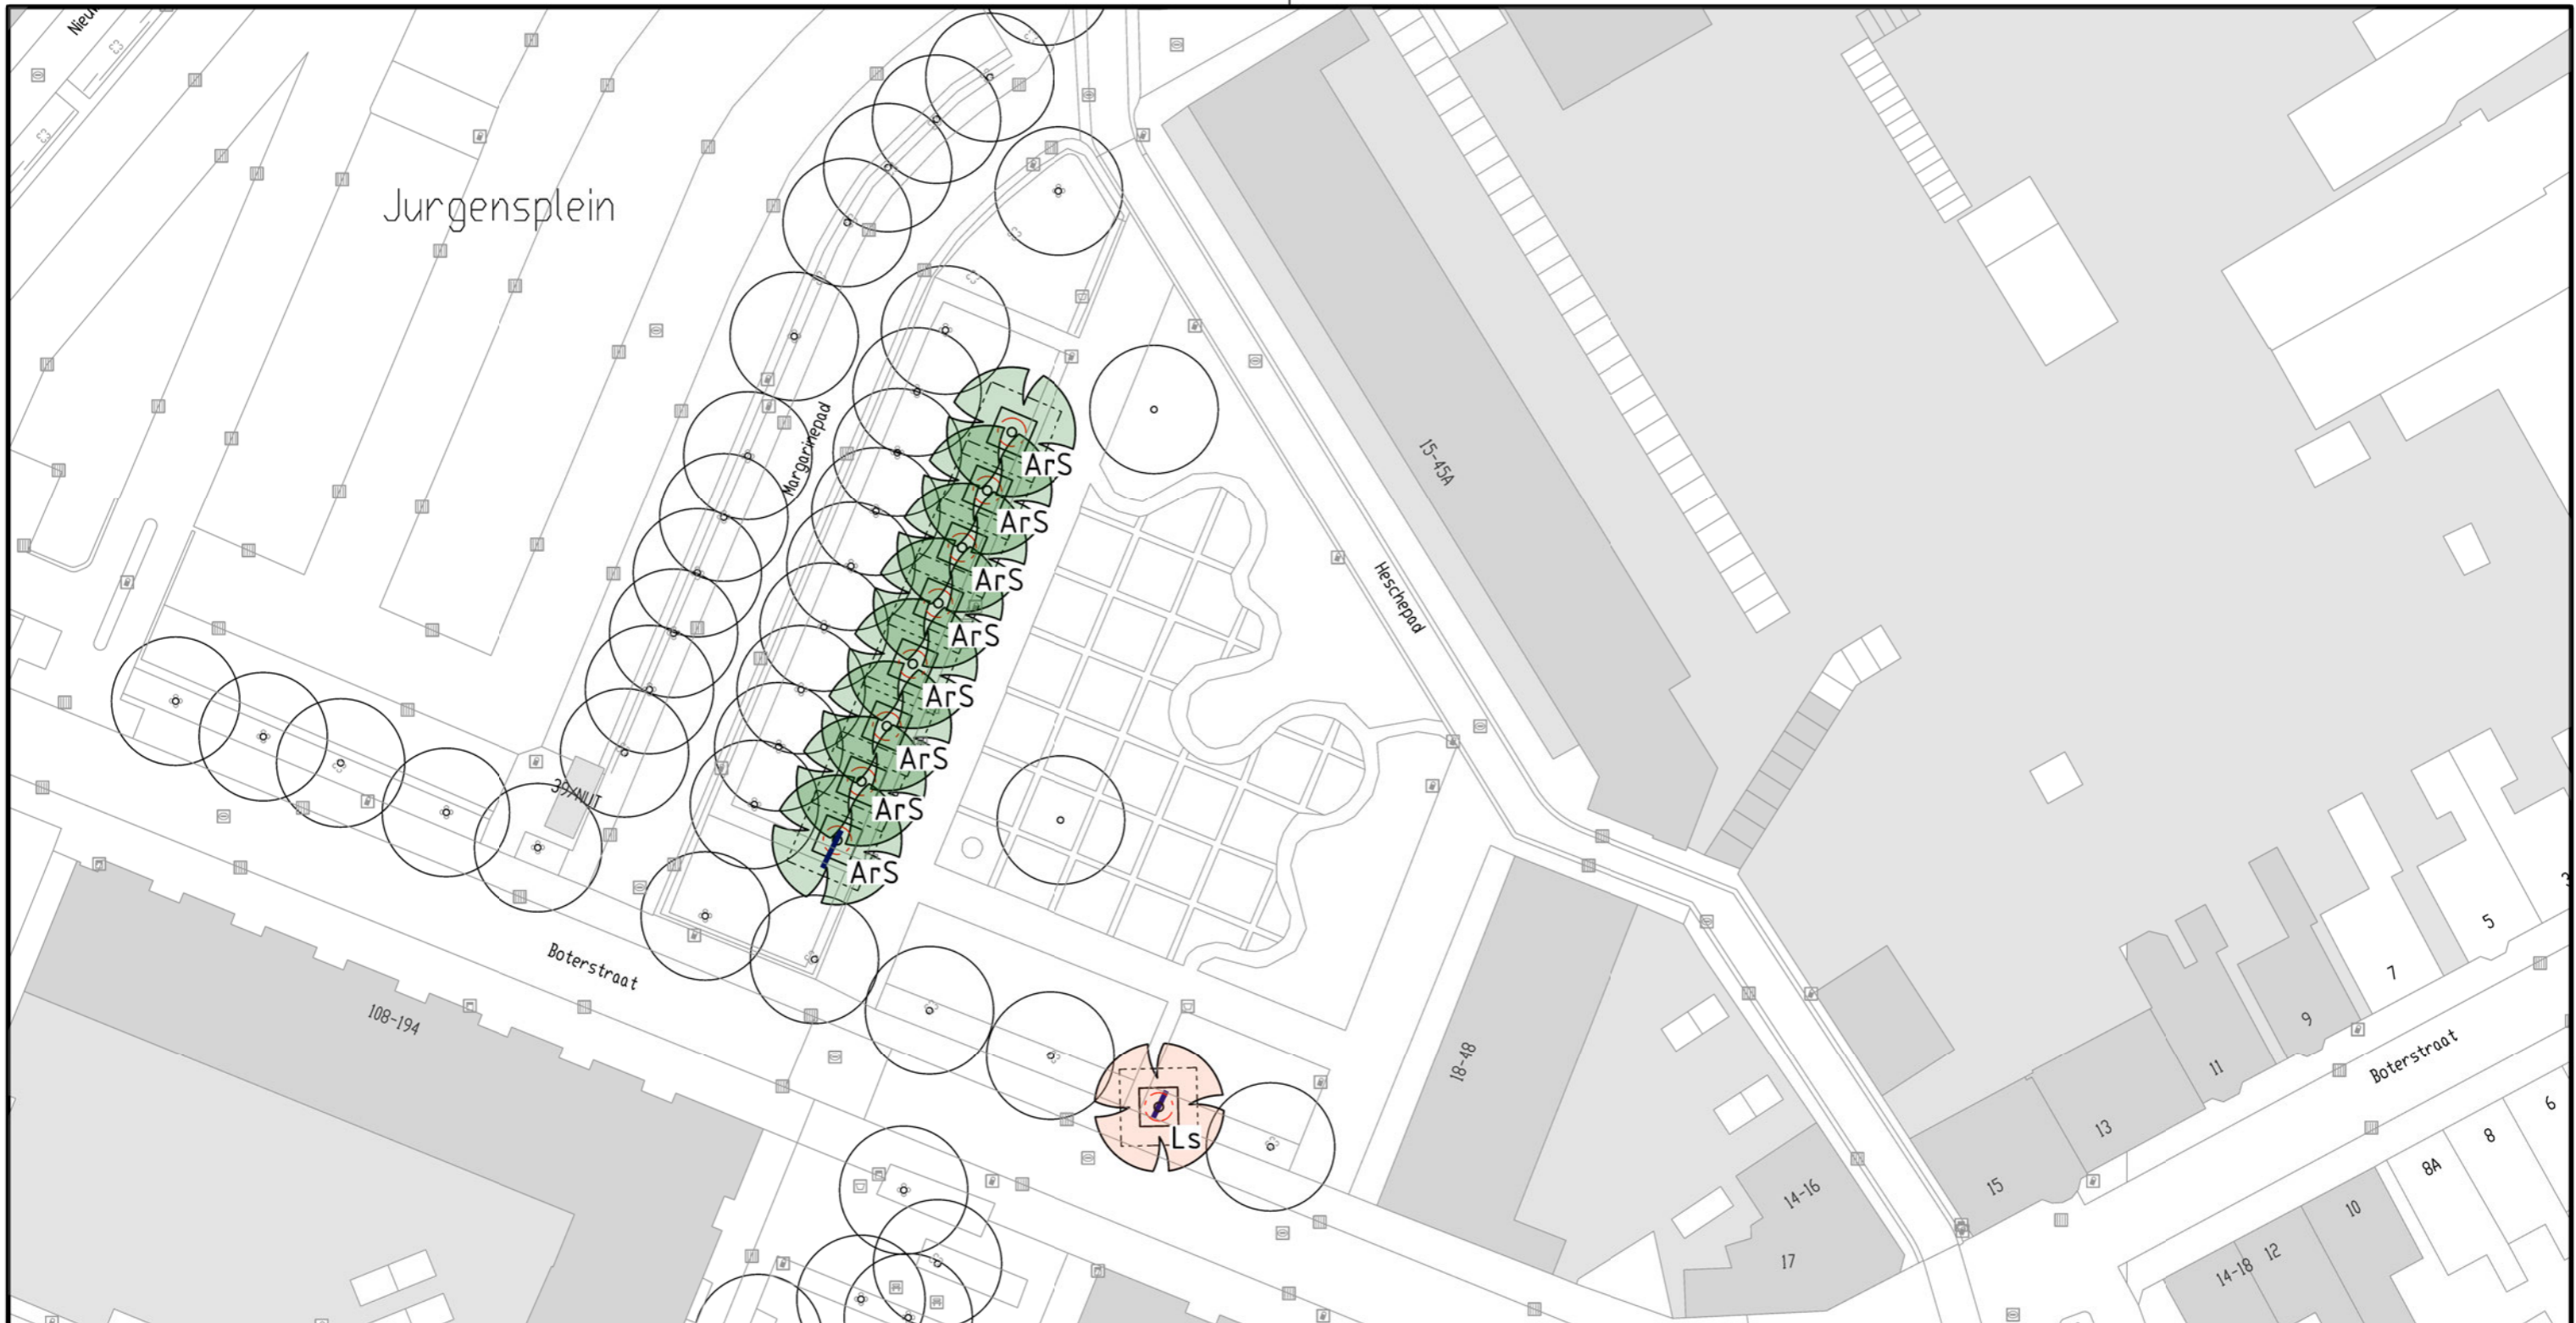 Jurgensplein
Margarinepad
ArS
ArS
ArS
ArS
ArS
ArS
ArS
ArS
15-45A
Heschepad
39/NUT
Boterstraat
108-194
Ls
18-48
14-16
17
15
13
11
9
7
5
Boterstraat
6
8
8A
10
12
14-18